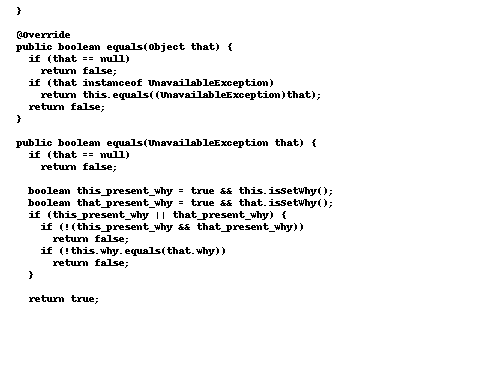 }

@Override
public boolean equals(Object that) {
  if (that == null)
    return false;
  if (that instanceof UnavailableException)
    return this.equals((UnavailableException)that);
  return false;
}

public boolean equals(UnavailableException that) {
  if (that == null)
    return false;

  boolean this_present_why = true && this.isSetWhy();
  boolean that_present_why = true && that.isSetWhy();
  if (this_present_why || that_present_why) {
    if (!(this_present_why && that_present_why))
      return false;
    if (!this.why.equals(that.why))
      return false;
  }

  return true;